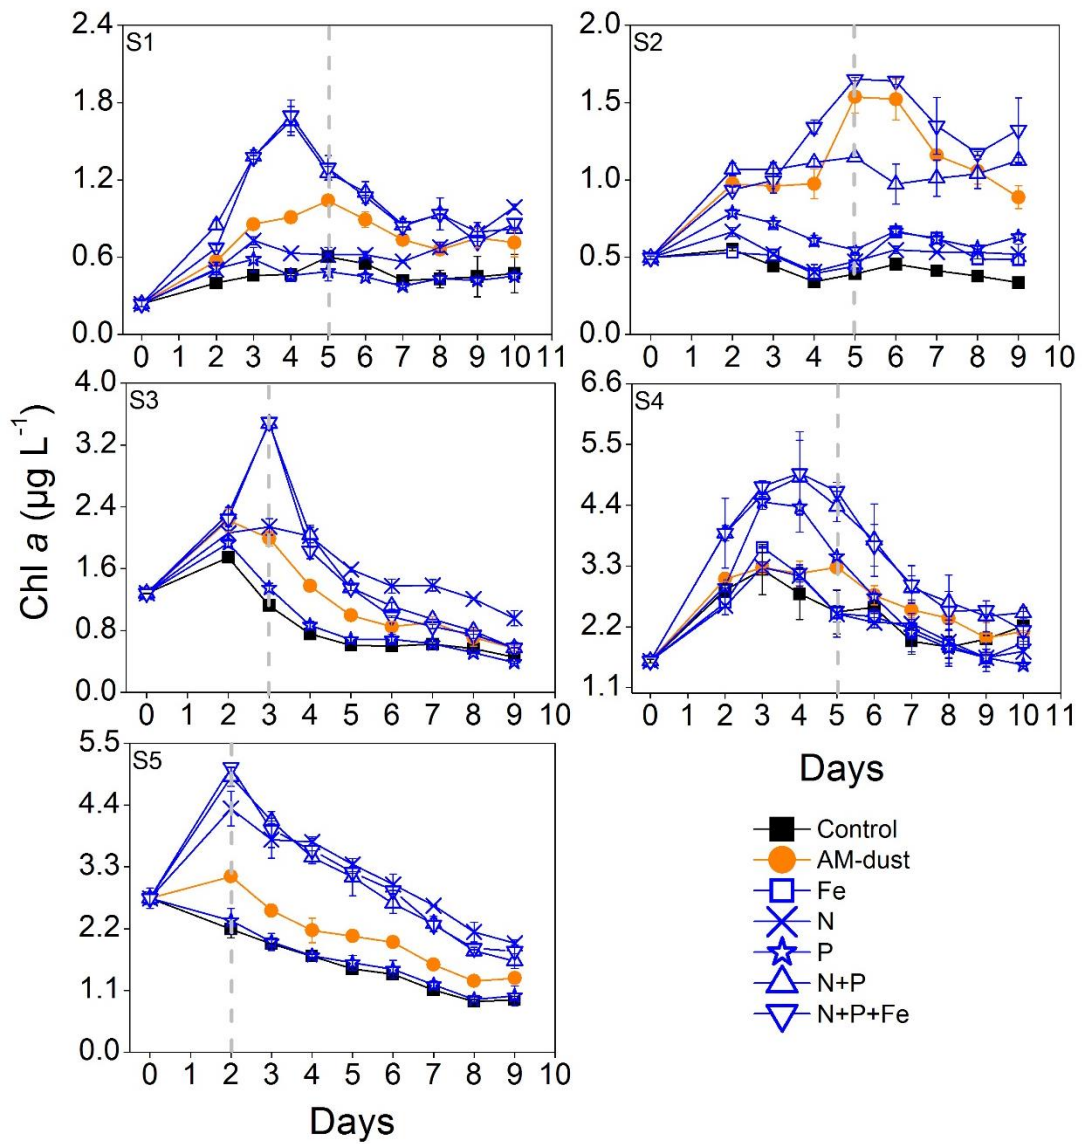 S1
2.4
1.8
1.2
0.6
0.0
0 1 2 3 4 5 6 7 8 9 10 11
S2
2.0
1.5
1.0
0.5
0.0
0 1 2 3 4 5 6 7 8 9 10
Chl a (µg L⁻¹)
S3
4.0
3.2
2.4
1.6
0.8
0.0
0 1 2 3 4 5 6 7 8 9 10
S4
6.6
5.5
4.4
3.3
2.2
1.1
0 1 2 3 4 5 6 7 8 9 10 11
Days
S5
5.5
4.4
3.3
2.2
1.1
0.0
0 1 2 3 4 5 6 7 8 9 10
Days
Control
AM-dust
Fe
N
P
N+P
N+P+Fe